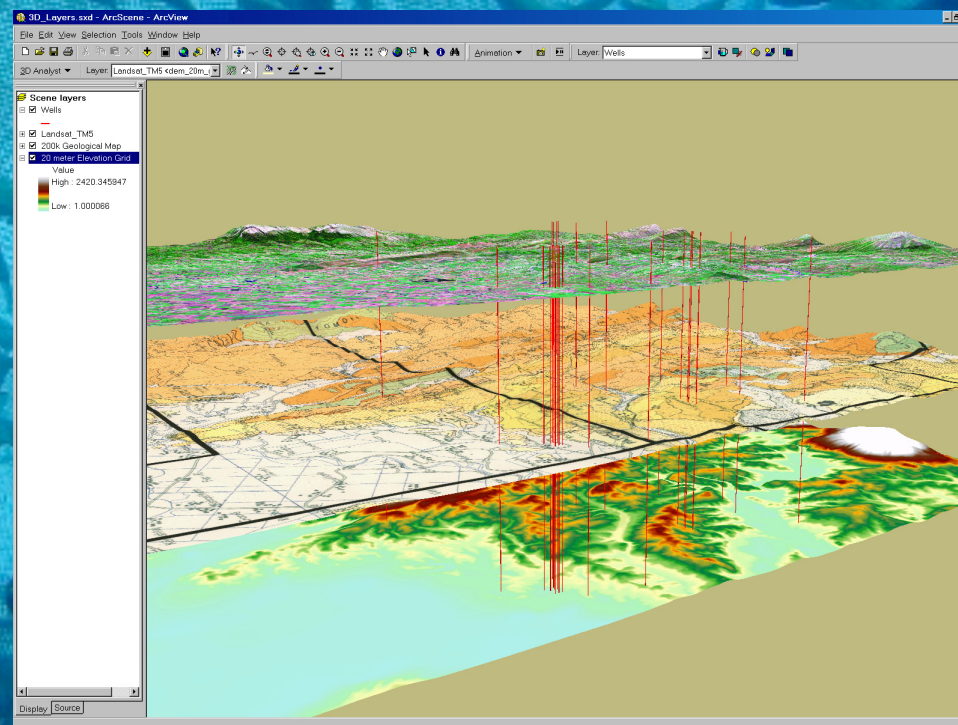 3D_Layers.sxd - ArcScene - ArcView
File Edit View Selection Tools Window Help
Animation Layer: Wells
3D Analyst Layer: Landsat_TM5 <dem_20m_
Scene layers
Wells
Landsat_TM5
200k Geological Map
20 meter Elevation Grid
Value
High : 2420.345947
Low : 1.000066
Display Source